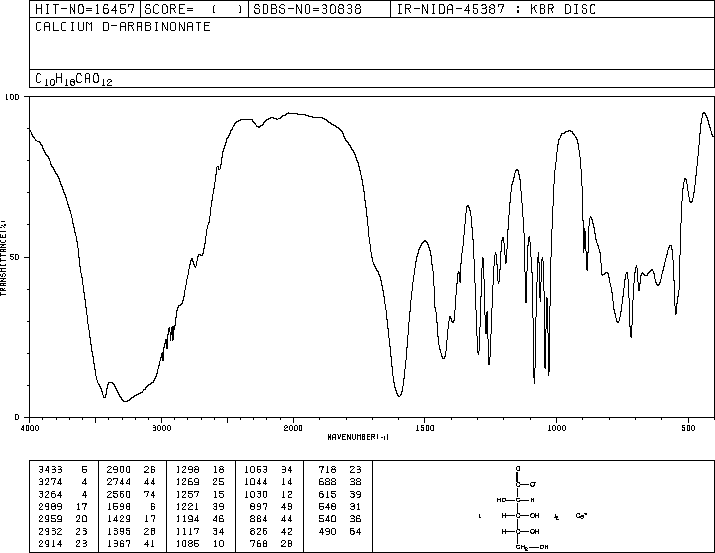 HIT-NO=16457 SCORE= ( ) SDBS-NO=30838 IR-NIDA-45387 : KBR DISC
CALCIUM D-ARABINONATE
C10H18CAO12
100
50
0
TRANSMITTANCE(%)
4000 3000 2000 1500 1000 500
WAVENUMBER(-1)
3433 6 2900 26 1298 18 1063 34 718 23
3274 4 2744 44 1269 25 1044 14 688 38
3264 4 2560 74 1257 15 1030 12 615 39
2989 17 1598 6 1221 39 897 49 548 31
2959 20 1429 17 1194 46 884 44 540 36
2932 23 1395 28 1117 34 826 42 490 64
2914 23 1367 41 1085 10 768 28
O
C O-
HO C H
H C OH
H C OH
CH2 OH